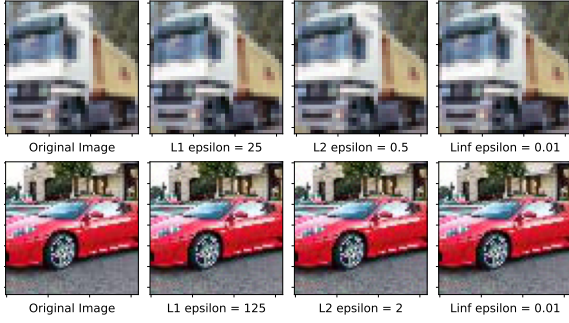 Original Image
L1 epsilon = 25
L2 epsilon = 0.5
Linf epsilon = 0.01
Original Image
L1 epsilon = 125
L2 epsilon = 2
Linf epsilon = 0.01